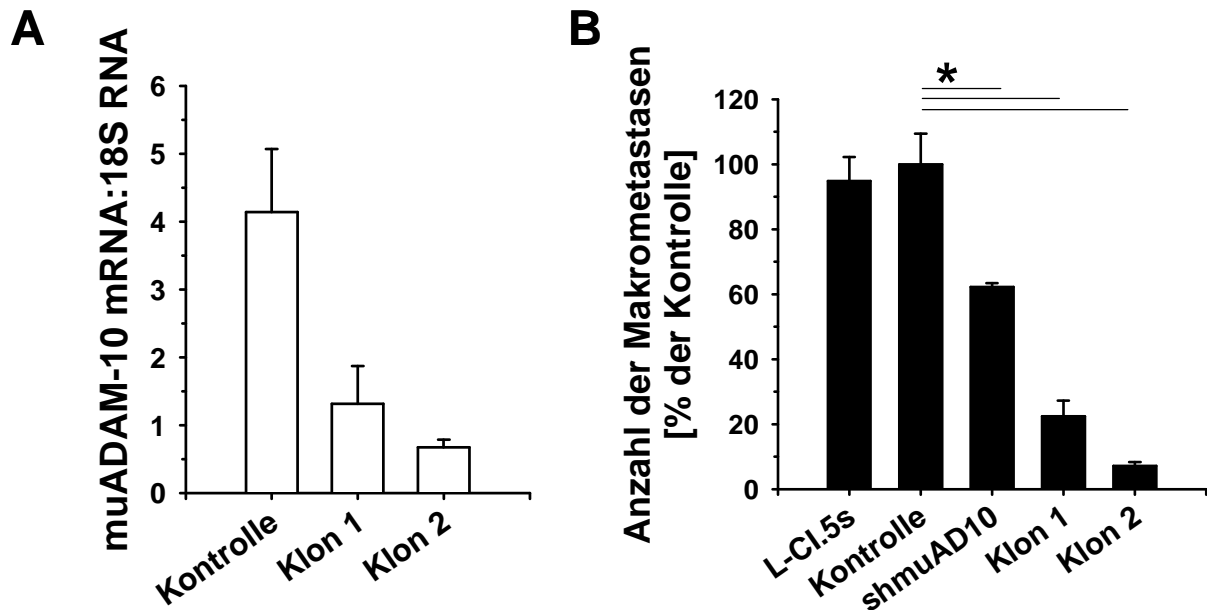 A
muADAM-10 mRNA:18S RNA
6
5
4
3
2
1
0
Kontrolle
Klon 1
Klon 2
B
Anzahl der Makrometastasen
[% der Kontrolle]
*
120
100
80
60
40
20
0
L-Cl.5s
Kontrolle
shmuAD10
Klon 1
Klon 2